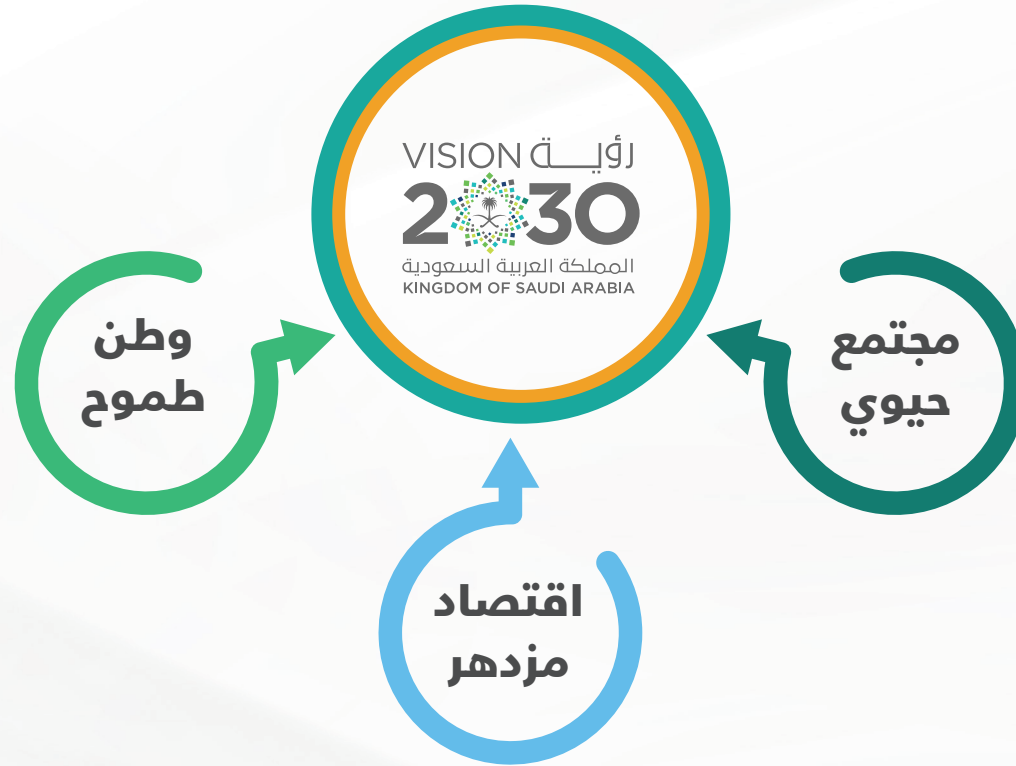 VISION رؤيـــة
2030
المملكة العربية السعودية
KINGDOM OF SAUDI ARABIA
مجتمع
حيوي
وطن
طموح
اقتصاد
مزدهر